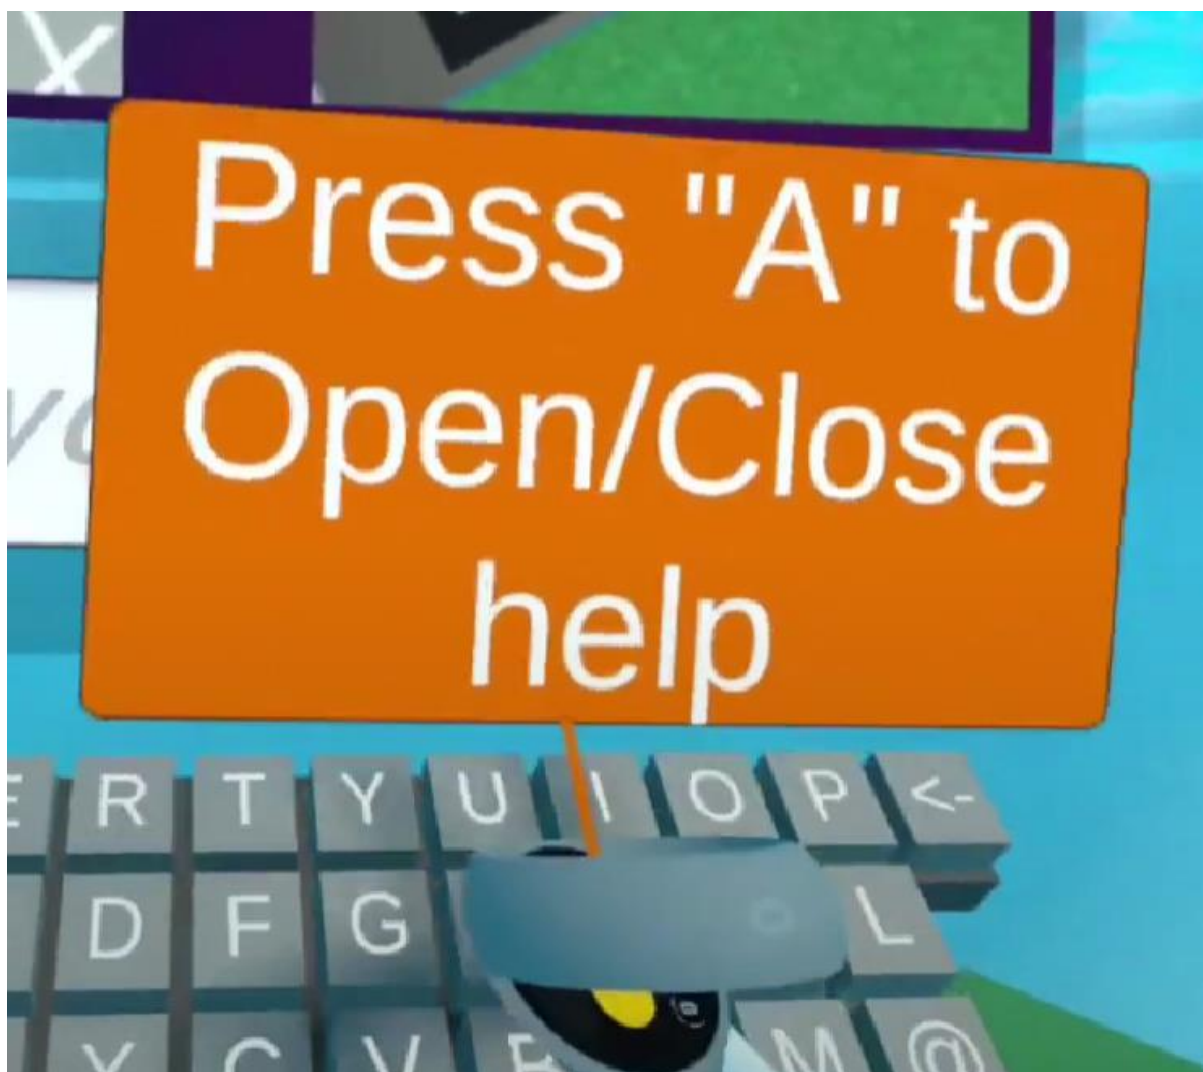 X
Press "A" to
Open/Close
help
R T Y U I O P <-
D F G L
C V M @